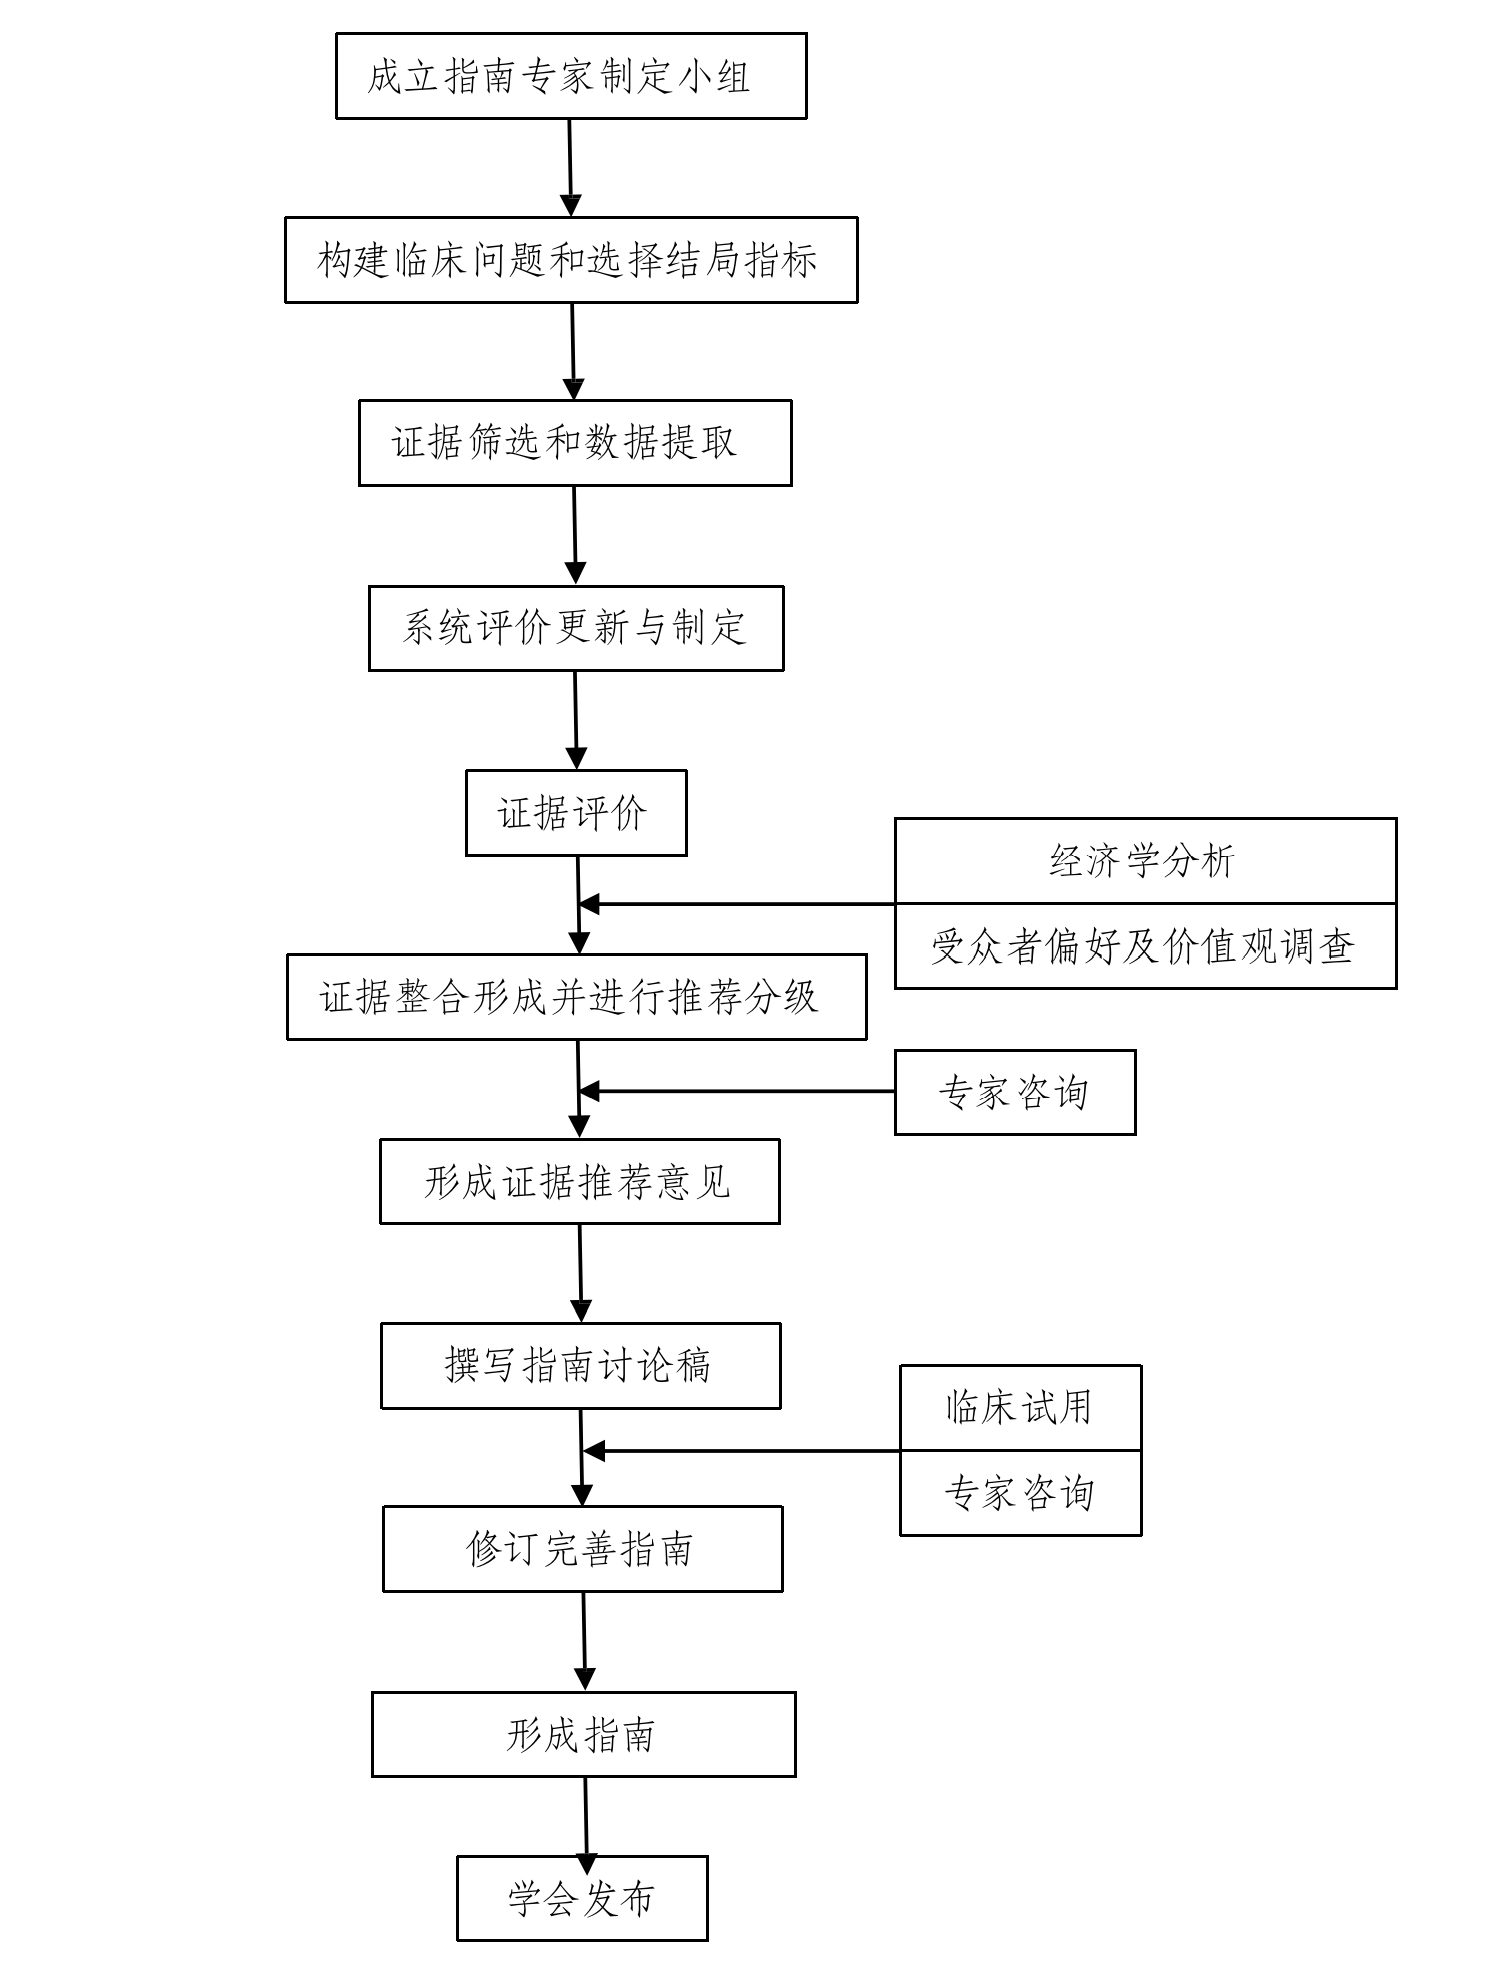 成立指南专家制定小组
构建临床问题和选择结局指标
证据筛选和数据提取
系统评价更新与制定
证据评价
经济学分析
受众者偏好及价值观调查
证据整合形成并进行推荐分级
专家咨询
形成证据推荐意见
撰写指南讨论稿
临床试用
专家咨询
修订完善指南
形成指南
学会发布